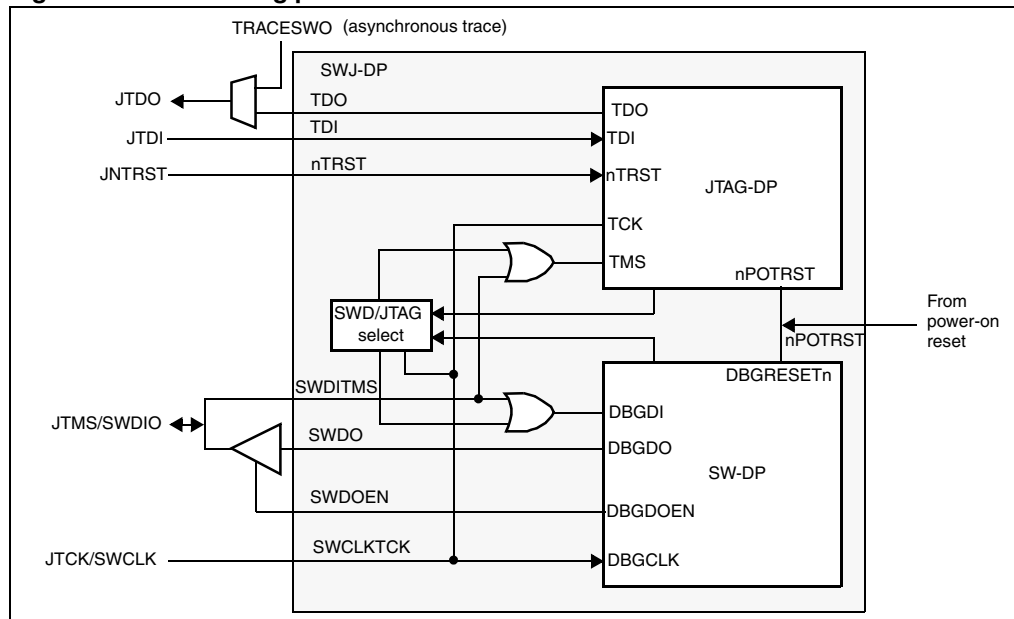 TRACESWO (asynchronous trace)
SWJ-DP
JTDO
TDO
TDO
JTDI
TDI
TDI
JNTRST
nTRST
nTRST
JTAG-DP
TCK
TMS
nPOTRST
SWD/JTAG
select
From
power-on
reset
nPOTRST
DBGRESETn
SWDITMS
JTMS/SWDIO
DBGDI
SWDO
DBGDO
SW-DP
SWDOEN
DBGDOEN
SWCLKTCK
JTCK/SWCLK
DBGCLK